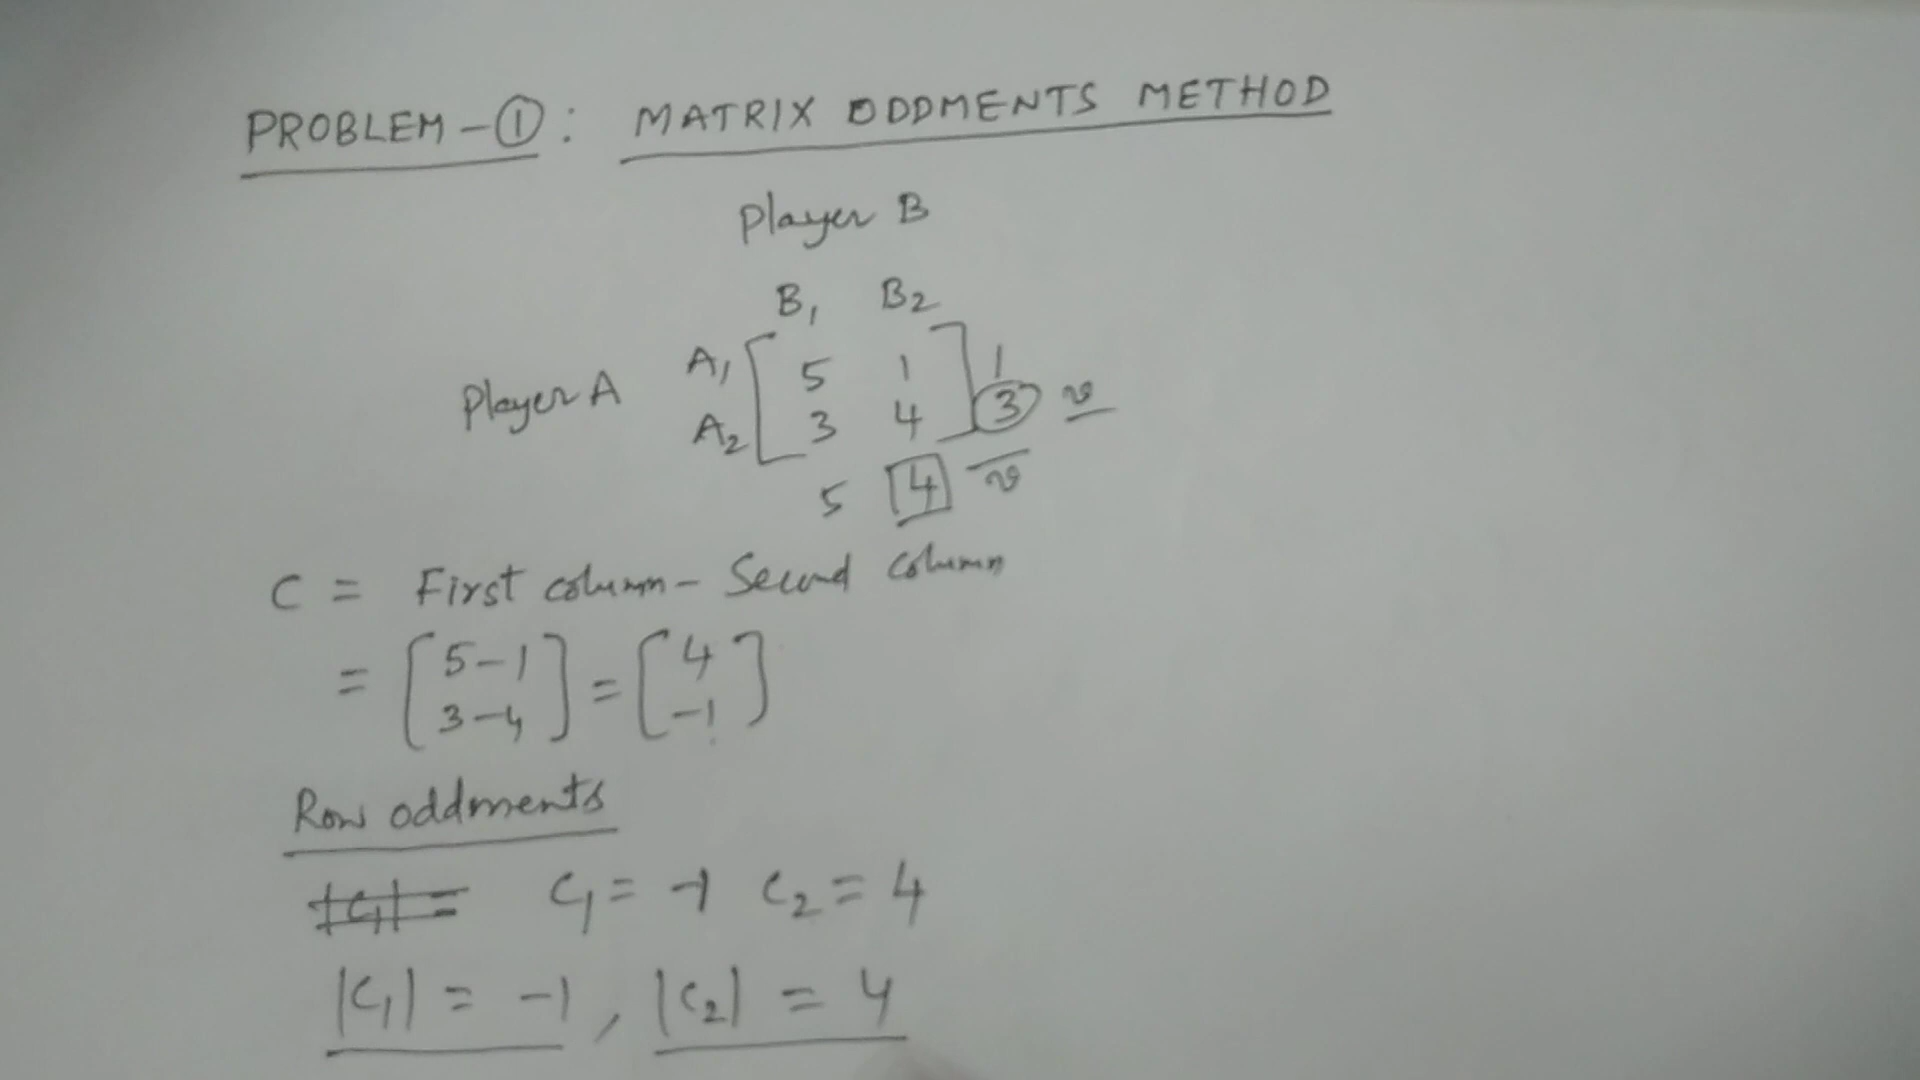 PROBLEM - ① : MATRIX ODDMENTS METHOD
Player B
B1 B2
Player A A1 [ 5 1 ] 1
A2 [ 3 4 ] 3 v
5 4 v
C = First column - Second column
= [ 5-1 ] = [ 4 ]
[ 3-4 ] [ -1 ]
Row oddments
C1 = -1 C2 = 4
|C1| = -1 , |C2| = 4